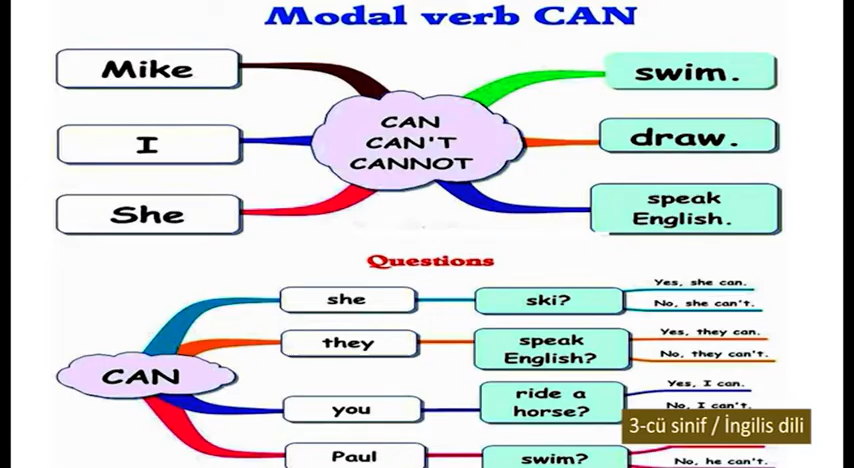 Modal verb CAN
Mike
I
She
CAN
CAN'T
CANNOT
swim.
draw.
speak
English.
Questions
CAN
she
ski?
Yes, she can.
No, she can't.
they
speak
English?
Yes, they can.
No, they can't.
you
ride a
horse?
Yes, I can.
No, I can't.
Paul
swim?
No, he can't.
3-cü sinif / İngilis dili